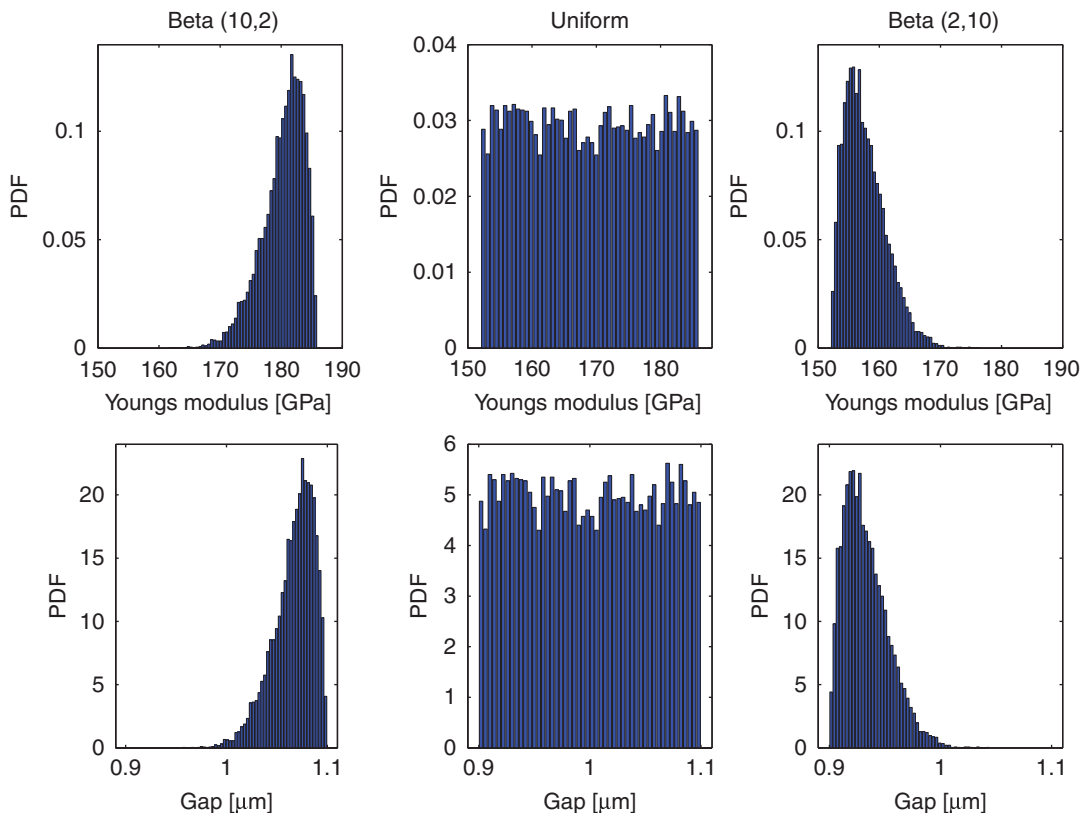 Beta (10,2)
Uniform
Beta (2,10)
PDF
0.1
0.05
0
150 160 170 180 190
Youngs modulus [GPa]
PDF
0.04
0.03
0.02
0.01
0
160 170 180
Youngs modulus [GPa]
PDF
0.1
0.05
0
150 160 170 180 190
Youngs modulus [GPa]
PDF
20
15
10
5
0
0.9 1 1.1
Gap [μm]
PDF
6
5
4
3
2
1
0
0.9 1 1.1
Gap [μm]
PDF
20
15
10
5
0
0.9 1 1.1
Gap [μm]